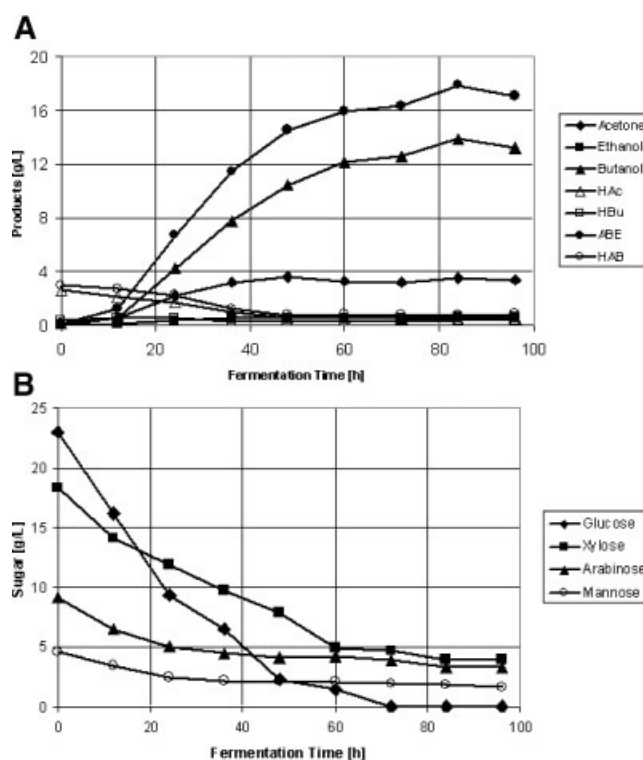 A
20
16
12
8
4
0
Products [g/L]
0 20 40 60 80 100
Fermentation Time [h]
Acetone
Ethanol
Butanol
HAc
HBu
ABE
HAB
B
25
20
15
10
5
0
Sugar [g/L]
0 20 40 60 80 100
Fermentation Time [h]
Glucose
Xylose
Arabinose
Mannose